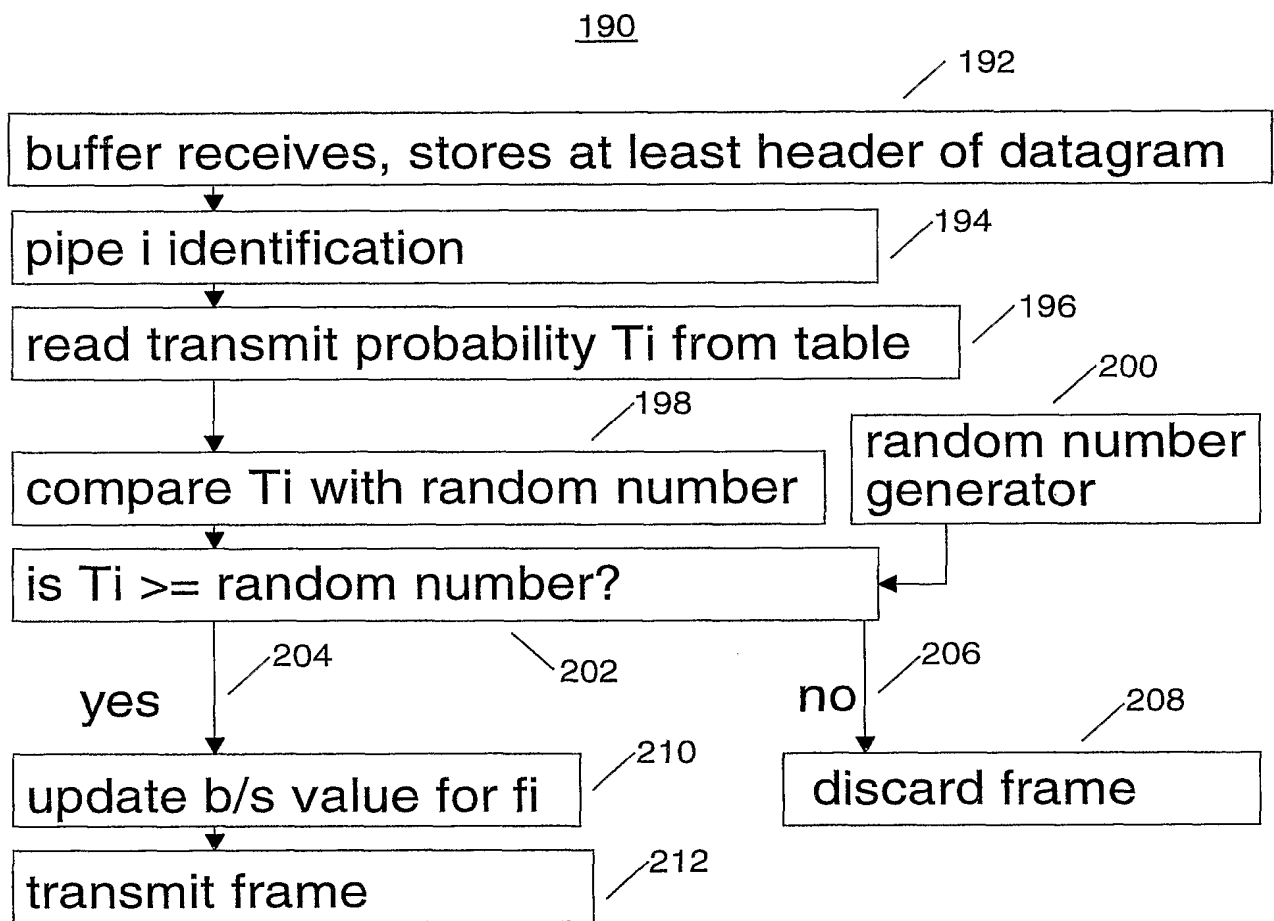 190
192
buffer receives, stores at least header of datagram
194
pipe i identification
196
read transmit probability Ti from table
200
198
random number
generator
compare Ti with random number
is Ti >= random number?
204
202
206
yes
no
208
210
update b/s value for fi
discard frame
212
transmit frame